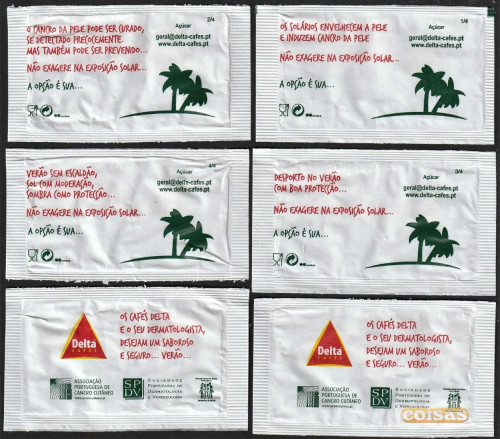 O CANCRO DA PELE PODE SER CURADO,
SE DETECTADO PRECOCEMENTE.
MAS TAMBÉM PODE SER PREVENIDO...
NÃO EXAGERE NA EXPOSIÇÃO SOLAR...
A OPÇÃO É SUA...
2/4
Açúcar
geral@delta-cafes.pt
www.delta-cafes.pt
OS SOLÁRIOS ENVELHECEM A PELE
E INDUZEM CANCRO DA PELE
NÃO EXAGERE NA EXPOSIÇÃO SOLAR...
A OPÇÃO É SUA...
1/4
Açúcar
geral@delta-cafes.pt
www.delta-cafes.pt
VERÃO SEM ESCALDÃO,
SOL COM MODERAÇÃO,
SOMBRA COMO PROTECÇÃO...
NÃO EXAGERE NA EXPOSIÇÃO SOLAR...
A OPÇÃO É SUA...
4/4
Açúcar
geral@delta-cafes.pt
www.delta-cafes.pt
DESPORTO NO VERÃO
COM BOA PROTECÇÃO...
NÃO EXAGERE NA EXPOSIÇÃO SOLAR...
A OPÇÃO É SUA...
3/4
Açúcar
geral@delta-cafes.pt
www.delta-cafes.pt
Delta
CAFÉS
OS CAFÉS DELTA
E O SEU DERMATOLOGISTA,
DESEJAM UM SABOROSO
E SEGURO... VERÃO...
ASSOCIAÇÃO
PORTUGUESA DE
CANCRO CUTÂNEO
SP
DV
SOCIEDADE
PORTUGUESA DE
DERMATOLOGIA
E VENEREOLOGIA
Delta
CAFÉS
OS CAFÉS DELTA
E O SEU DERMATOLOGISTA,
DESEJAM UM SABOROSO
E SEGURO... VERÃO...
ASSOCIAÇÃO
PORTUGUESA DE
CANCRO CUTÂNEO
SP
DV
SOCIEDADE
PORTUGUESA DE
DERMATOLOGIA
E VENEREOLOGIA
coisas